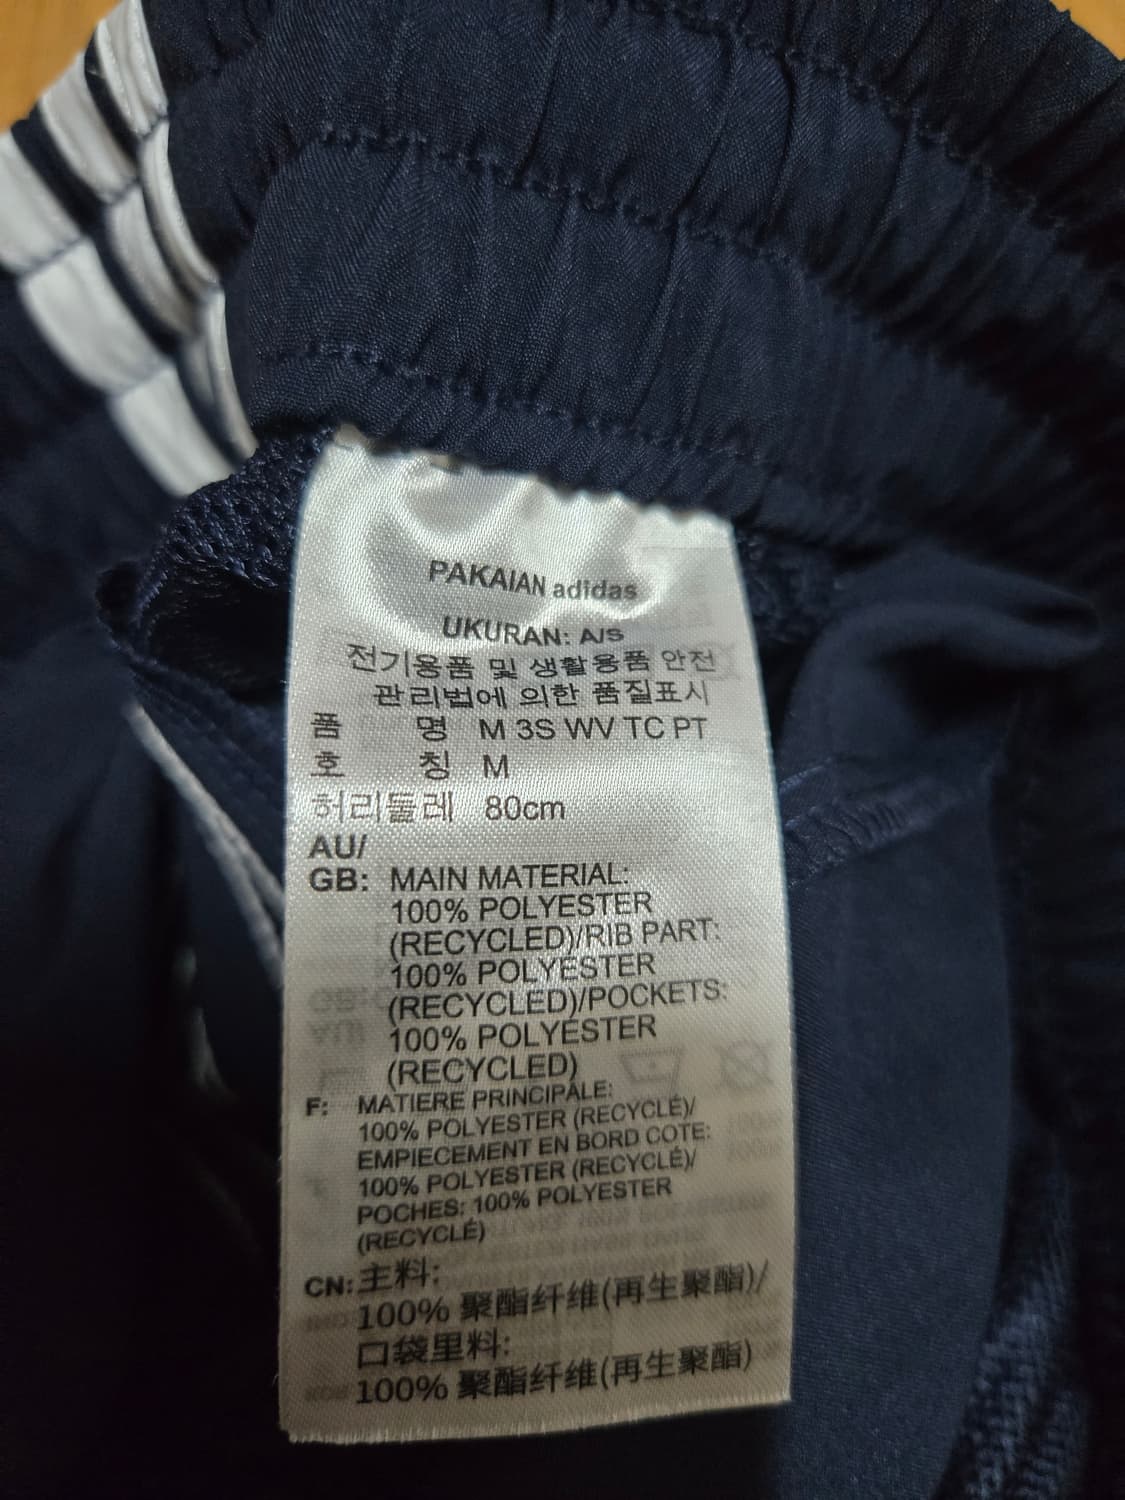 PAKAIAN adidas
UKURAN: A/S
전기용품 및 생활용품 안전
관리법에 의한 품질표시
품 명 M 3S WV TC PT
호 칭 M
허리둘레 80cm
AU/
GB: MAIN MATERIAL:
100% POLYESTER
(RECYCLED)/RIB PART:
100% POLYESTER
(RECYCLED)/POCKETS:
100% POLYESTER
(RECYCLED)
F: MATIERE PRINCIPALE:
100% POLYESTER (RECYCLÉ)/
EMPIECEMENT EN BORD COTE:
100% POLYESTER (RECYCLÉ)/
POCHES: 100% POLYESTER
(RECYCLÉ)
CN: 主料:
100% 聚酯纤维(再生聚酯)/
口袋里料:
100% 聚酯纤维(再生聚酯)